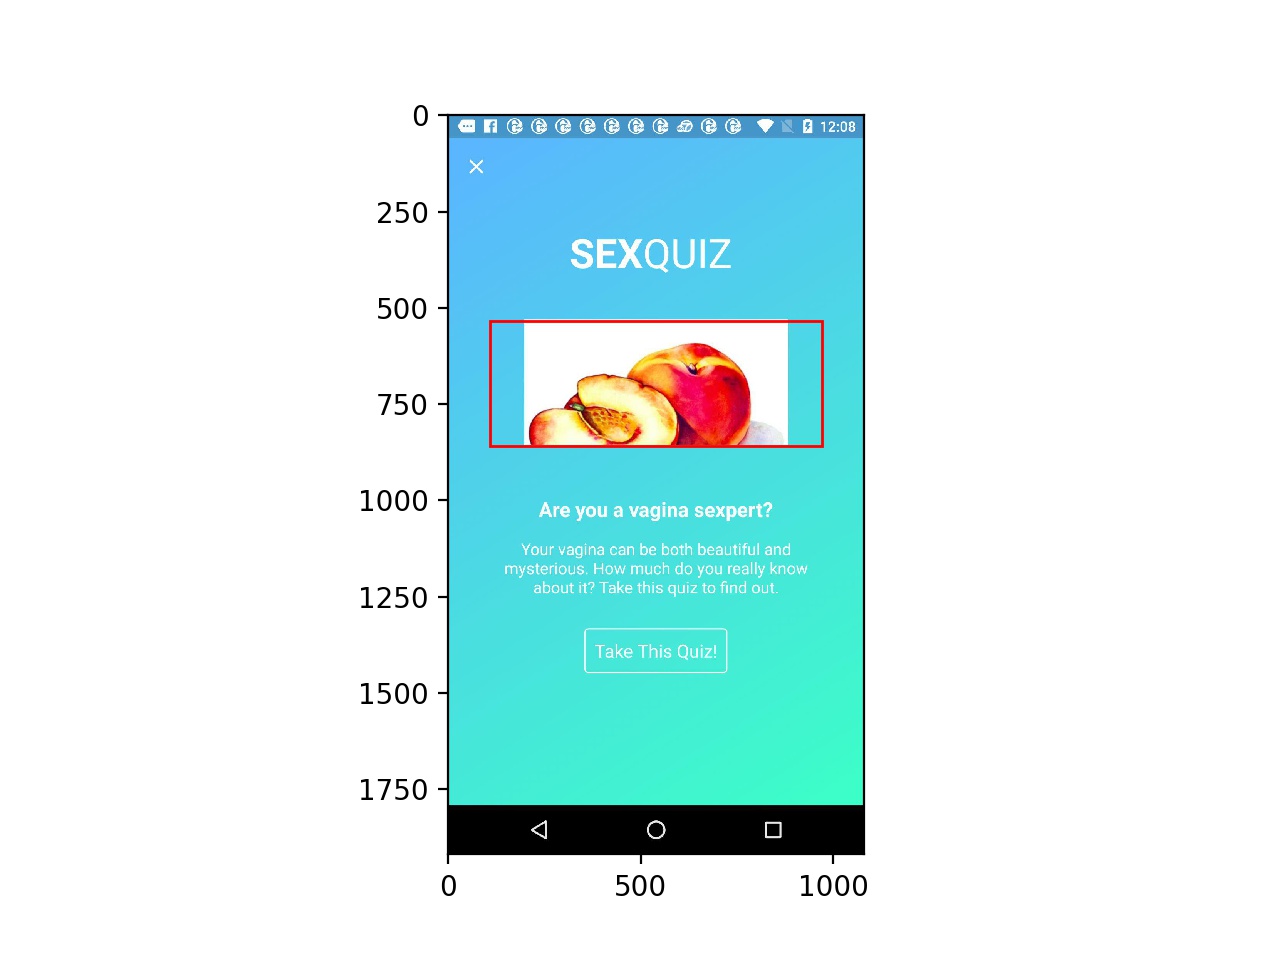 0
250
500
750
1000
1250
1500
1750
12:08
SEXQUIZ
Are you a vagina sexpert?
Your vagina can be both beautiful and
mysterious. How much do you really know
about it? Take this quiz to find out.
Take This Quiz!
0
500
1000